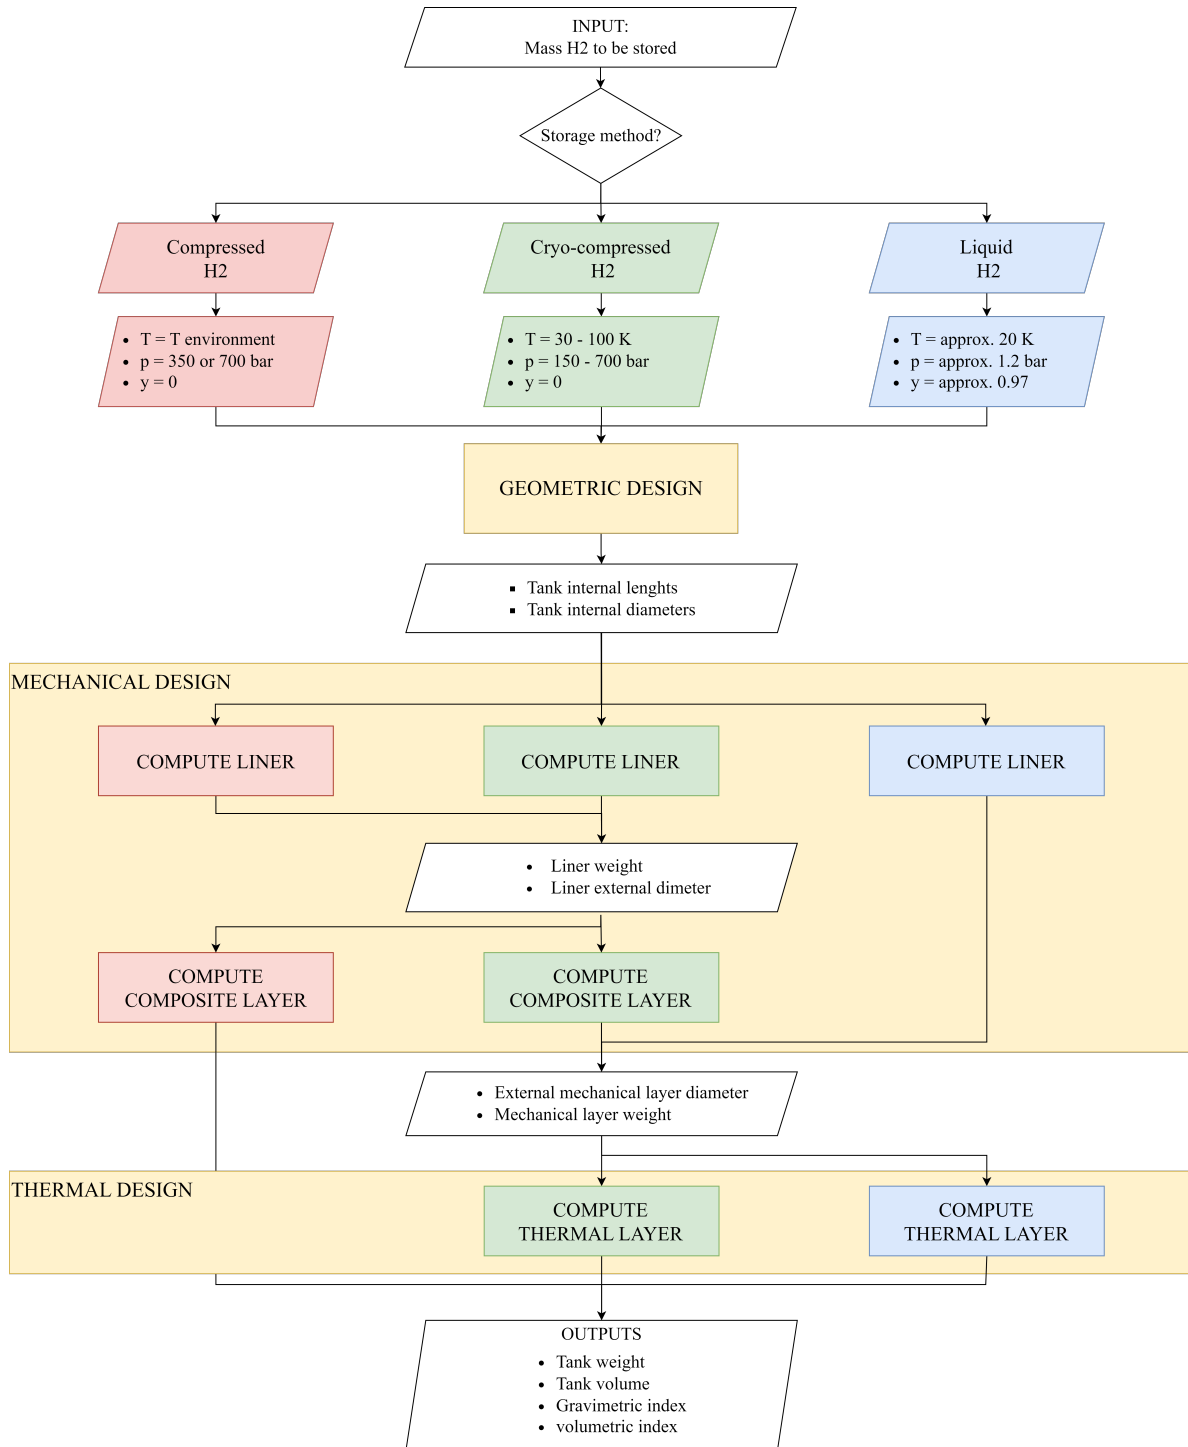 INPUT:
Mass H2 to be stored
Storage method?
Compressed
H2
Cryo-compressed
H2
Liquid
H2
• T = T environment
• p = 350 or 700 bar
• y = 0
• T = 30 - 100 K
• p = 150 - 700 bar
• y = 0
• T = approx. 20 K
• p = approx. 1.2 bar
• y = approx. 0.97
GEOMETRIC DESIGN
▪ Tank internal lenghts
▪ Tank internal diameters
MECHANICAL DESIGN
COMPUTE LINER
COMPUTE LINER
COMPUTE LINER
• Liner weight
• Liner external dimeter
COMPUTE
COMPOSITE LAYER
COMPUTE
COMPOSITE LAYER
• External mechanical layer diameter
• Mechanical layer weight
THERMAL DESIGN
COMPUTE
THERMAL LAYER
COMPUTE
THERMAL LAYER
OUTPUTS
• Tank weight
• Tank volume
• Gravimetric index
• volumetric index